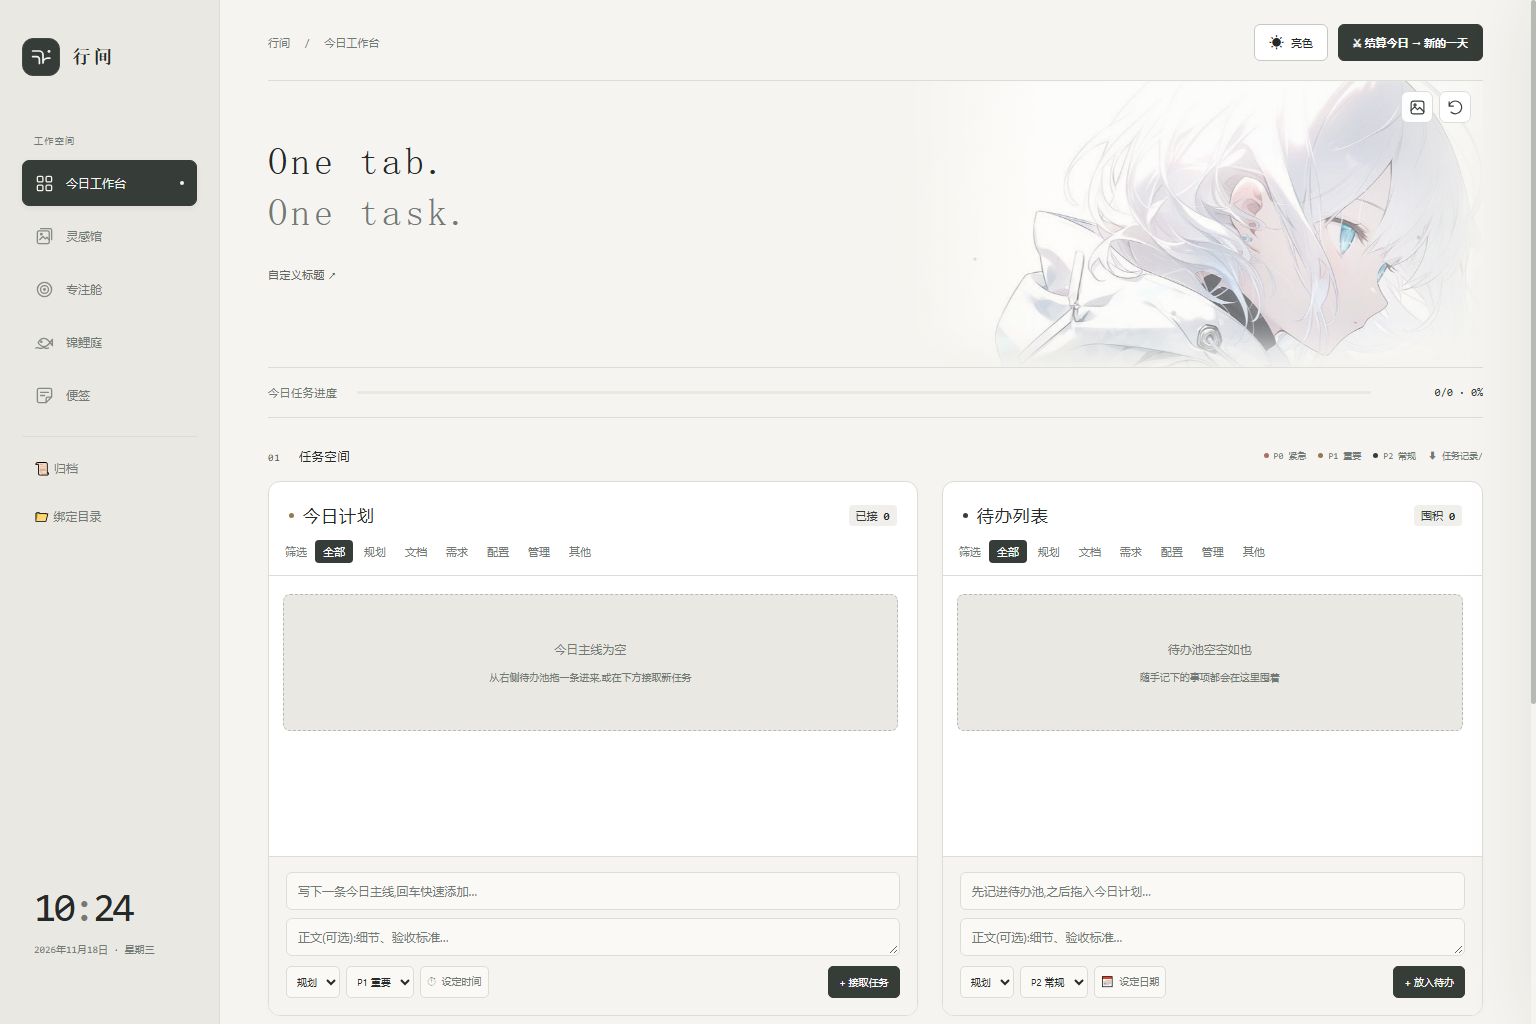 行间
工作空间
今日工作台
灵感馆
专注舱
锦鲤庭
便签
归档
绑定目录
10:24
2026年11月18日 · 星期三
行间 / 今日工作台
亮色
结算今日 → 新的一天
One tab.
One task.
自定义标题 ↗
今日任务进度
0/0 · 0%
01 任务空间
P0 紧急 P1 重要 P2 常规 任务记录/
今日计划
已接 0
筛选 全部 规划 文档 需求 配置 管理 其他
今日主线为空
从右侧待办池拖一条进来,或在下方接取新任务
写下一条今日主线,回车快速添加...
正文(可选):细节、验收标准...
规划 P1 重要 设定时间 + 接取任务
待办列表
囤积 0
筛选 全部 规划 文档 需求 配置 管理 其他
待办池空空如也
随手记下的事项都会在这里囤着
先记进待办池,之后拖入今日计划...
正文(可选):细节、验收标准...
规划 P2 常规 设定日期 + 放入待办